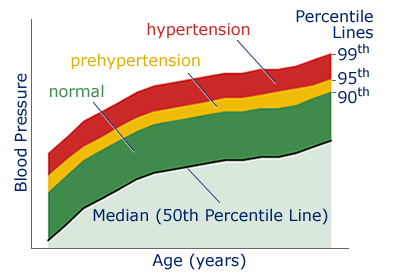 Percentile
Lines
hypertension
prehypertension
normal
99th
95th
90th
Blood Pressure
Median (50th Percentile Line)
Age (years)